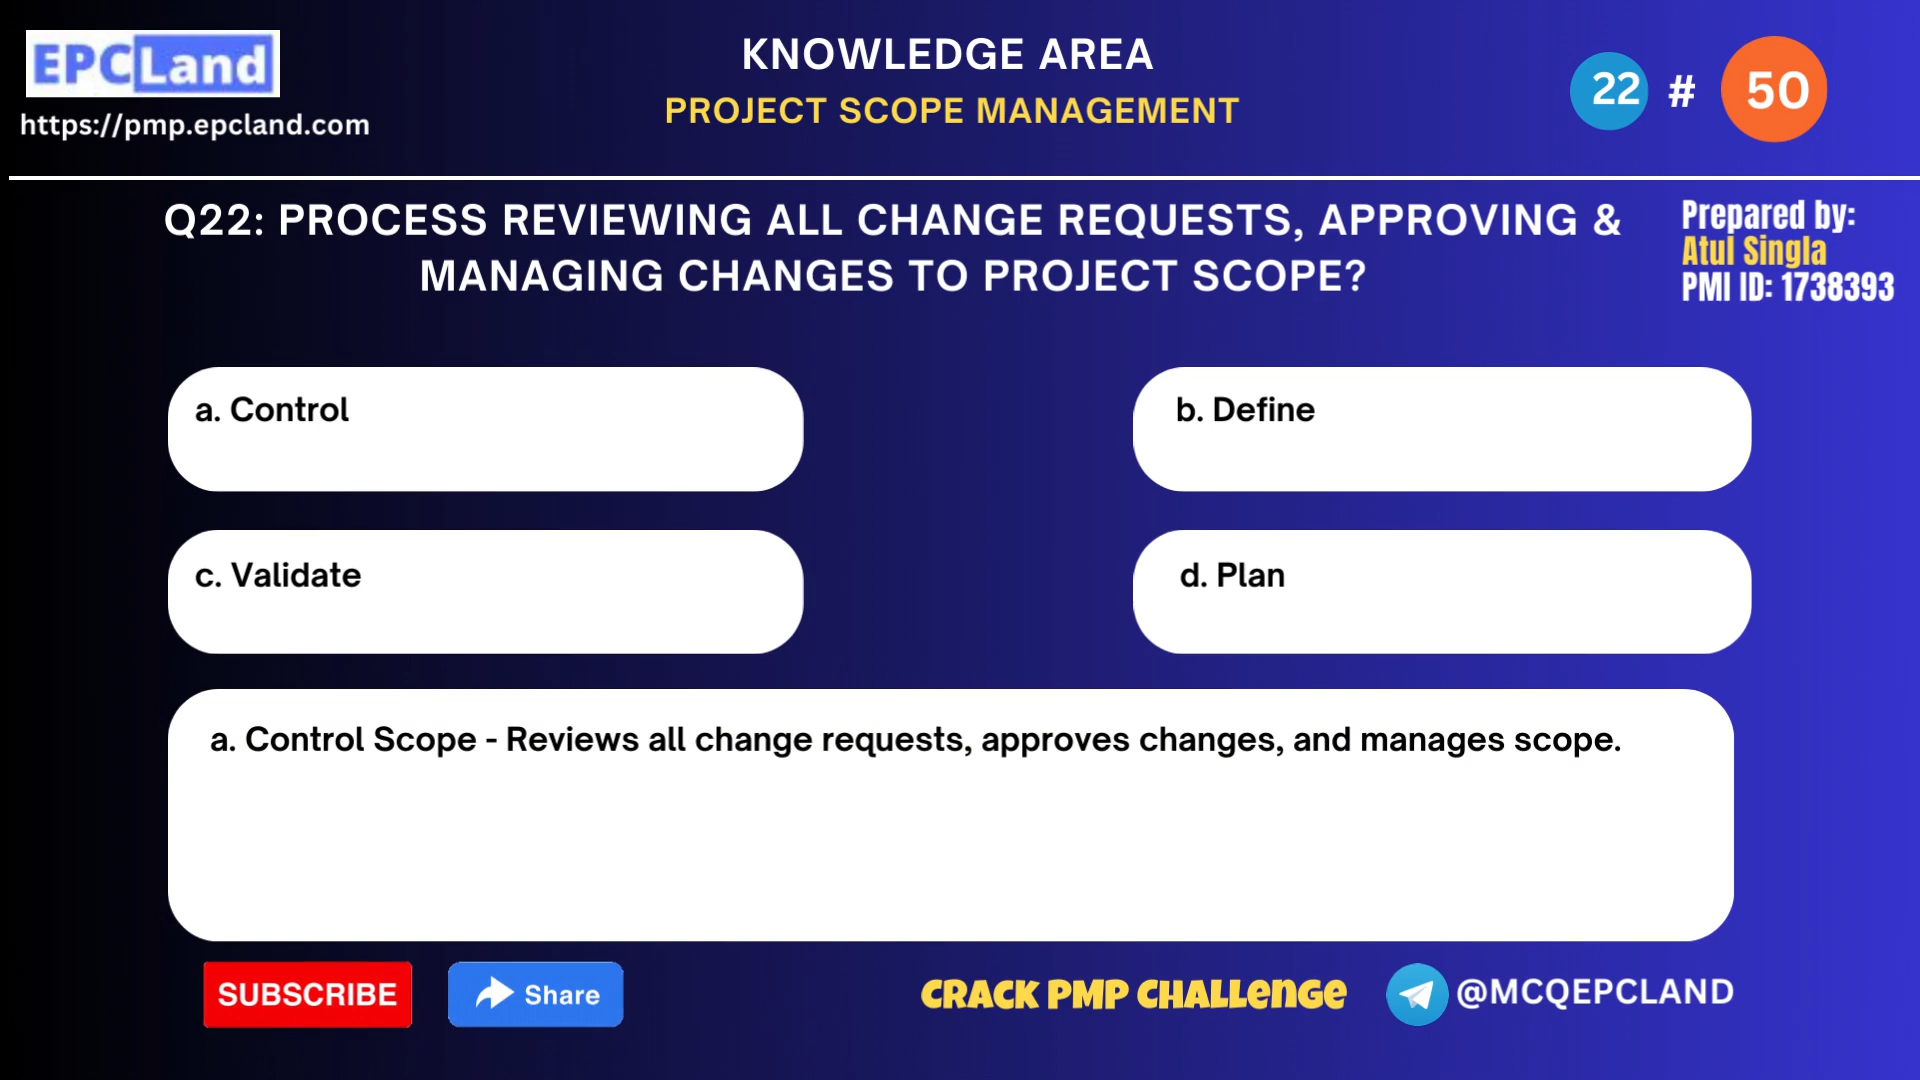 EPCLand
https://pmp.epcland.com
KNOWLEDGE AREA
PROJECT SCOPE MANAGEMENT
22 # 50
Q22: PROCESS REVIEWING ALL CHANGE REQUESTS, APPROVING &
MANAGING CHANGES TO PROJECT SCOPE?
Prepared by:
Atul Singla
PMI ID: 1738393
a. Control
b. Define
c. Validate
d. Plan
a. Control Scope - Reviews all change requests, approves changes, and manages scope.
SUBSCRIBE
Share
CRACK PMP CHALLENGE
@MCQEPCLAND